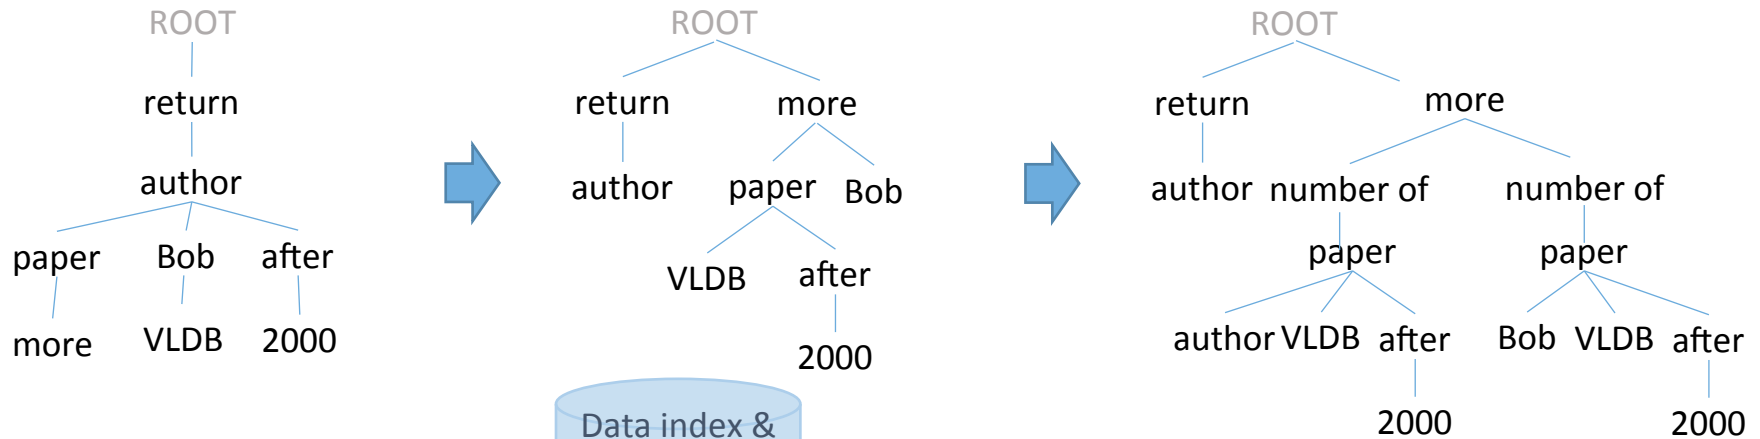 ROOT
return
author
paper Bob after
more VLDB 2000
ROOT
return more
author paper Bob
VLDB after
2000
Data index &
ROOT
return more
author number of number of
paper paper
author VLDB after Bob VLDB after
2000 2000